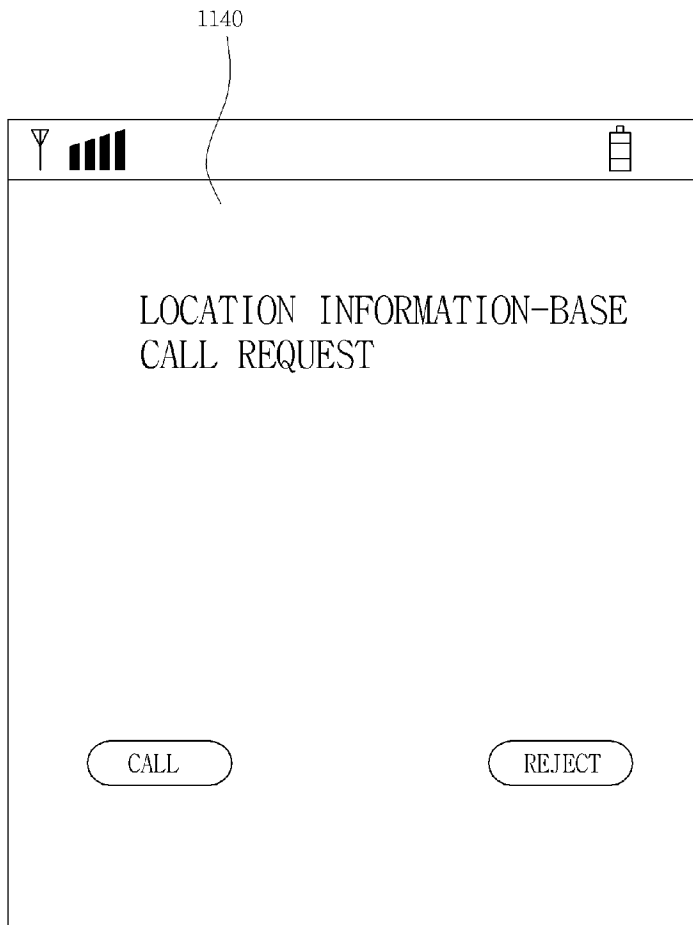 1140
LOCATION INFORMATION-BASE
CALL REQUEST
CALL
REJECT